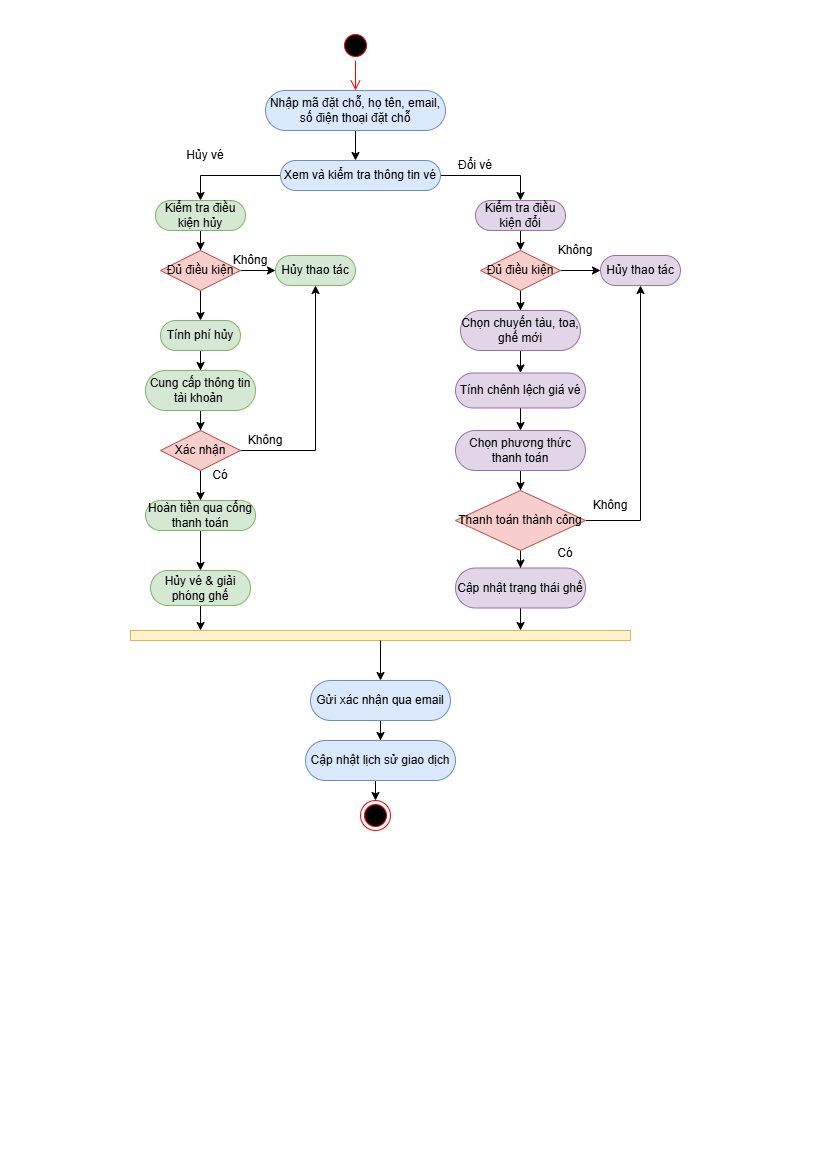 Nhập mã đặt chỗ, họ tên, email,
số điện thoại đặt chỗ
Hủy vé
Xem và kiểm tra thông tin vé
Đổi vé
Kiểm tra điều
kiện hủy
Kiểm tra điều
kiện đổi
Đủ điều kiện
Không
Hủy thao tác
Đủ điều kiện
Không
Hủy thao tác
Tính phí hủy
Chọn chuyến tàu, toa,
ghế mới
Cung cấp thông tin
tài khoản
Tính chênh lệch giá vé
Xác nhận
Không
Có
Chọn phương thức
thanh toán
Hoàn tiền qua cổng
thanh toán
Thanh toán thành công
Không
Có
Hủy vé & giải
phóng ghế
Cập nhật trạng thái ghế
Gửi xác nhận qua email
Cập nhật lịch sử giao dịch